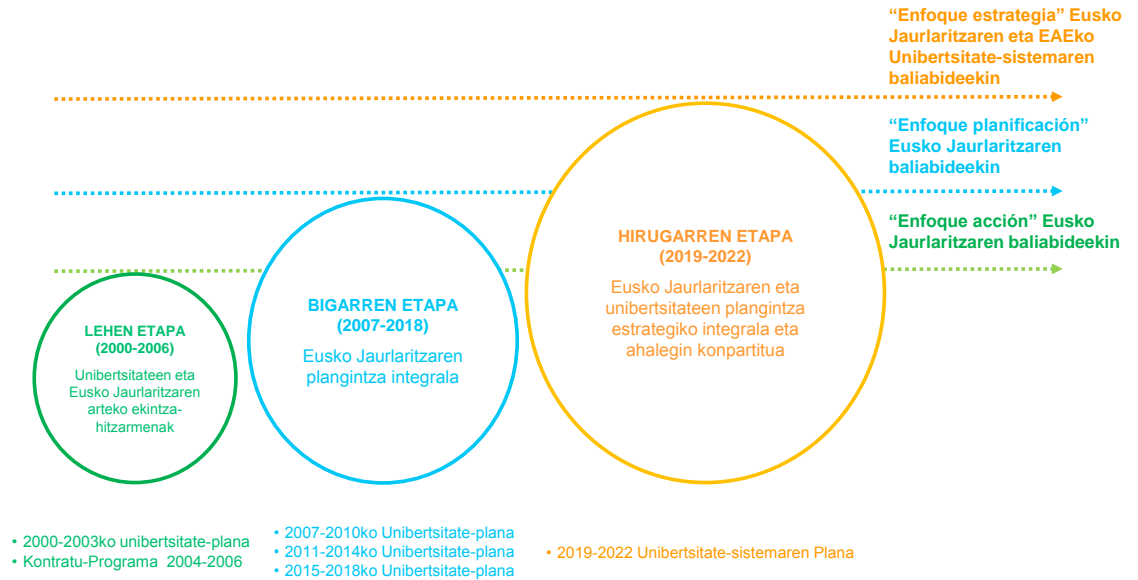 “Enfoque estrategia” Eusko
Jaurlaritzaren eta EAEko
Unibertsitate-sistemaren
baliabideekin
“Enfoque planificación”
Eusko Jaurlaritzaren
baliabideekin
“Enfoque acción” Eusko
Jaurlaritzaren baliabideekin
LEHEN ETAPA
(2000-2006)
Unibertsitateen eta
Eusko Jaurlaritzaren
arteko ekintza-
hitzarmenak
BIGARREN ETAPA
(2007-2018)
Eusko Jaurlaritzaren
plangintza integrala
HIRUGARREN ETAPA
(2019-2022)
Eusko Jaurlaritzaren eta
unibertsitateen plangintza
estrategiko integrala eta
ahalegin konpartitua
• 2000-2003ko unibertsitate-plana
• Kontratu-Programa 2004-2006
• 2007-2010ko Unibertsitate-plana
• 2011-2014ko Unibertsitate-plana
• 2015-2018ko Unibertsitate-plana
• 2019-2022 Unibertsitate-sistemaren Plana